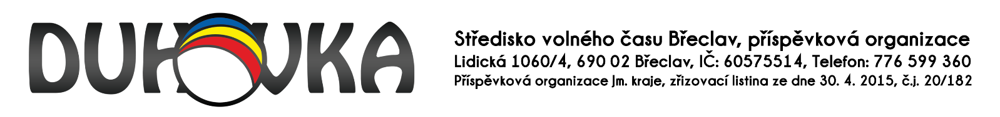 DUHOVKA
Středisko volného času Břeclav, příspěvková organizace
Lidická 1060/4, 690 02 Břeclav, IČ: 60575514, Telefon: 776 599 360
Příspěvková organizace Jm. kraje, zřizovací listina ze dne 30. 4. 2015, č.j. 20/182